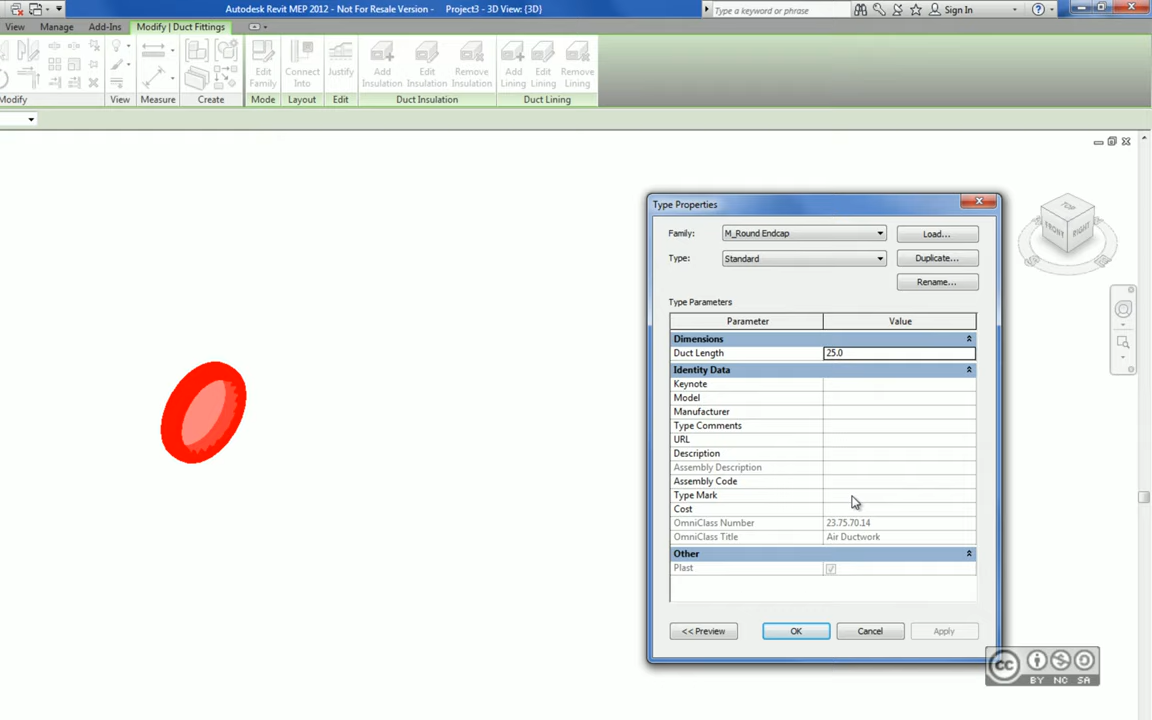 Autodesk Revit MEP 2012 - Not For Resale Version - Project3 - 3D View: {3D}
Type a keyword or phrase
Sign In
View Manage Add-Ins Modify | Duct Fittings
Edit Family
Connect Into
Justify
Add Insulation
Edit Insulation
Remove Insulation
Add Lining
Edit Lining
Remove Lining
Modify View Measure Create Mode Layout Edit Duct Insulation Duct Lining
TOP
FRONT
RIGHT
Type Properties
Family: M_Round Endcap Load...
Type: Standard Duplicate...
Rename...
Type Parameters
Parameter Value
Dimensions
Duct Length 25.0
Identity Data
Keynote
Model
Manufacturer
Type Comments
URL
Description
Assembly Description
Assembly Code
Type Mark
Cost
OmniClass Number 23.75.70.14
OmniClass Title Air Ductwork
Other
Plast
<< Preview OK Cancel Apply
cc
BY NC SA